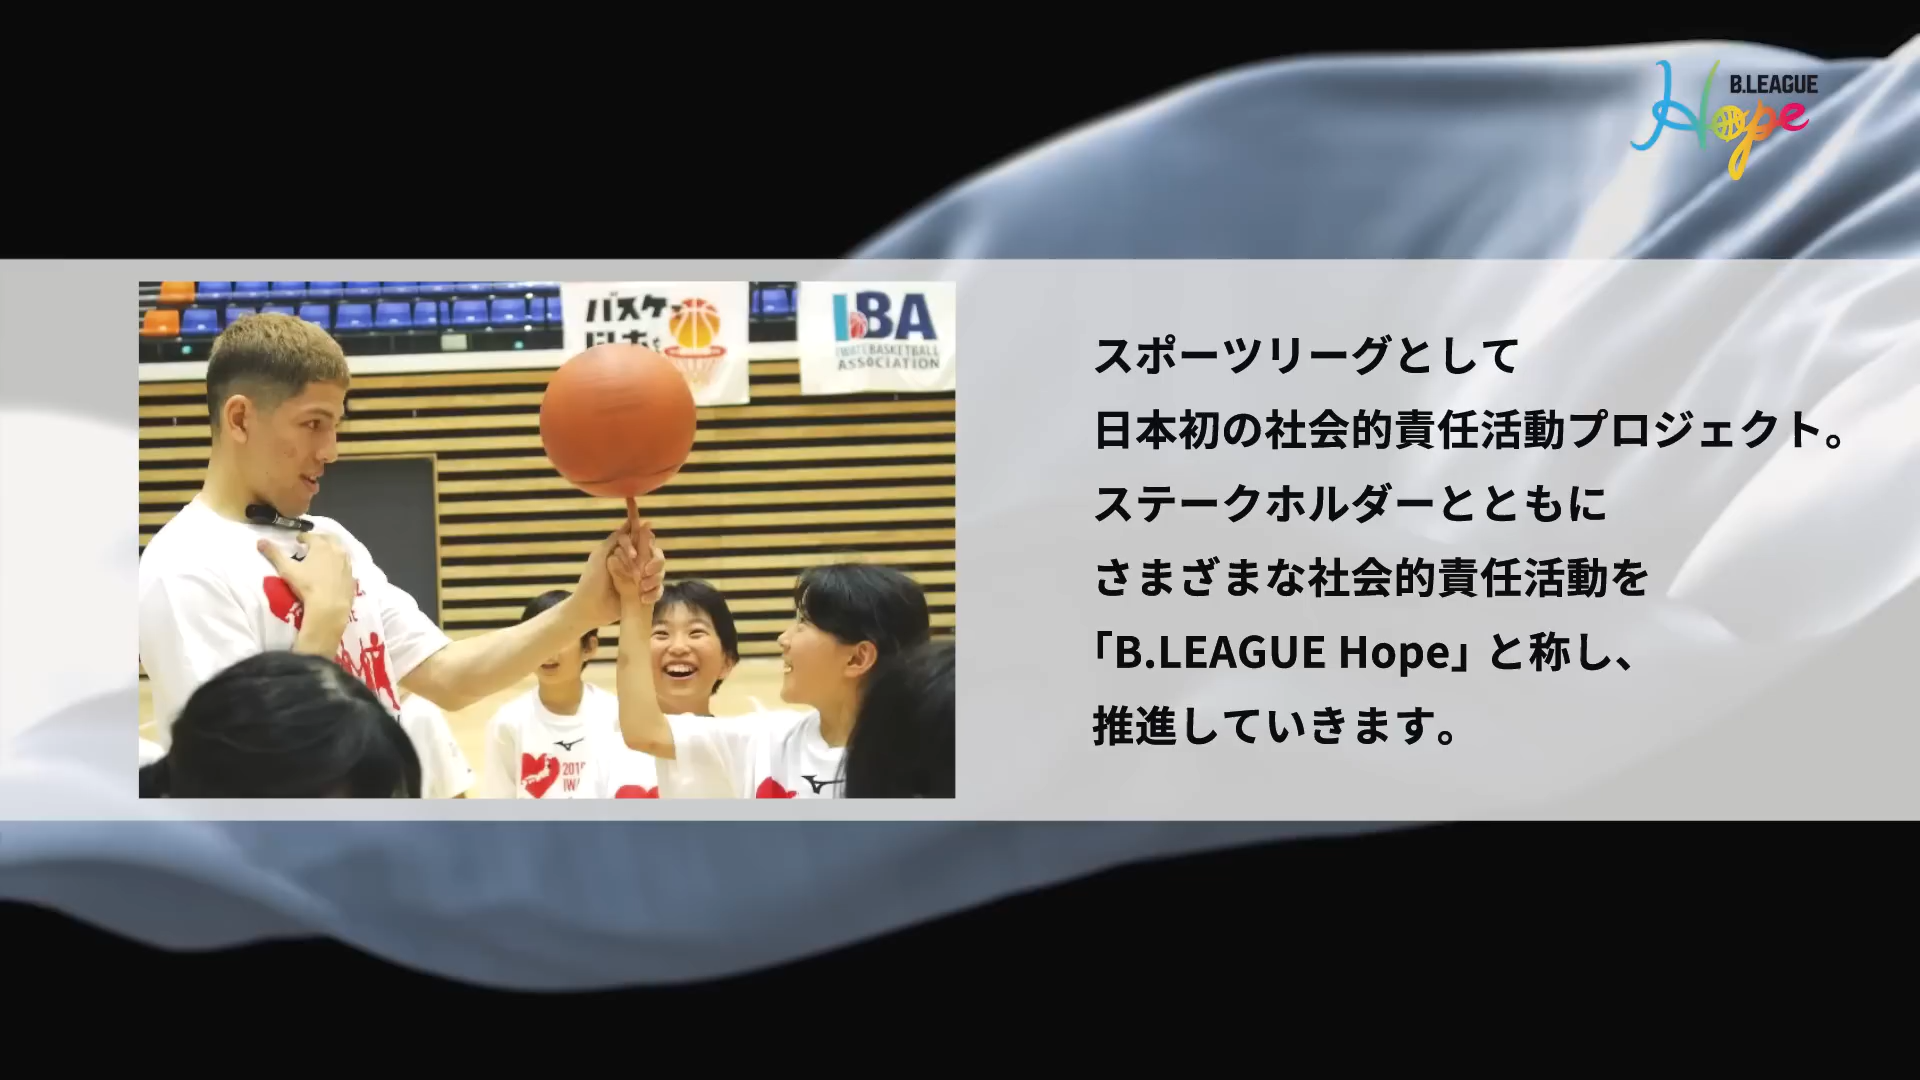 B.LEAGUE
Hope
バスケ
IBA
IWATE BASKETBALL
ASSOCIATION
スポーツリーグとして
日本初の社会的責任活動プロジェクト。
ステークホルダーとともに
さまざまな社会的責任活動を
「B.LEAGUE Hope」と称し、
推進していきます。